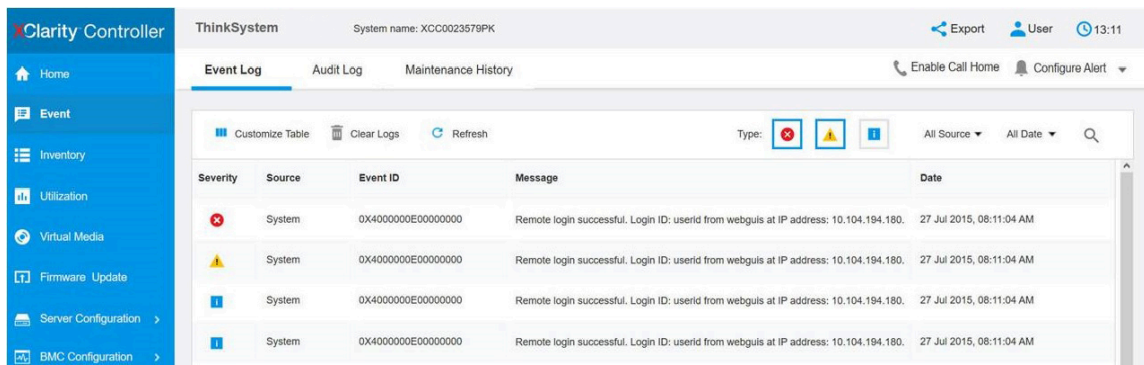 XClarity Controller
ThinkSystem
System name: XCC0023579PK
Export
User
13:11
Home
Event
Inventory
Utilization
Virtual Media
Firmware Update
Server Configuration >
BMC Configuration >
Event Log
Audit Log
Maintenance History
Enable Call Home
Configure Alert
Customize Table
Clear Logs
Refresh
Type:
All Source
All Date
Severity Source Event ID Message Date
System 0X4000000E00000000 Remote login successful. Login ID: userid from webguis at IP address: 10.104.194.180. 27 Jul 2015, 08:11:04 AM
System 0X4000000E00000000 Remote login successful. Login ID: userid from webguis at IP address: 10.104.194.180. 27 Jul 2015, 08:11:04 AM
System 0X4000000E00000000 Remote login successful. Login ID: userid from webguis at IP address: 10.104.194.180. 27 Jul 2015, 08:11:04 AM
System 0X4000000E00000000 Remote login successful. Login ID: userid from webguis at IP address: 10.104.194.180. 27 Jul 2015, 08:11:04 AM